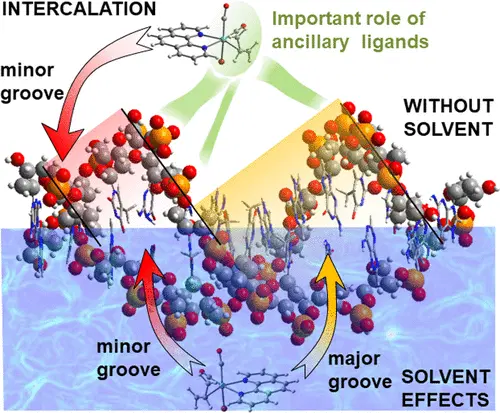 INTERCALATION
Important role of
ancillary ligands
minor
groove
WITHOUT
SOLVENT
minor
groove
major
groove
SOLVENT
EFFECTS